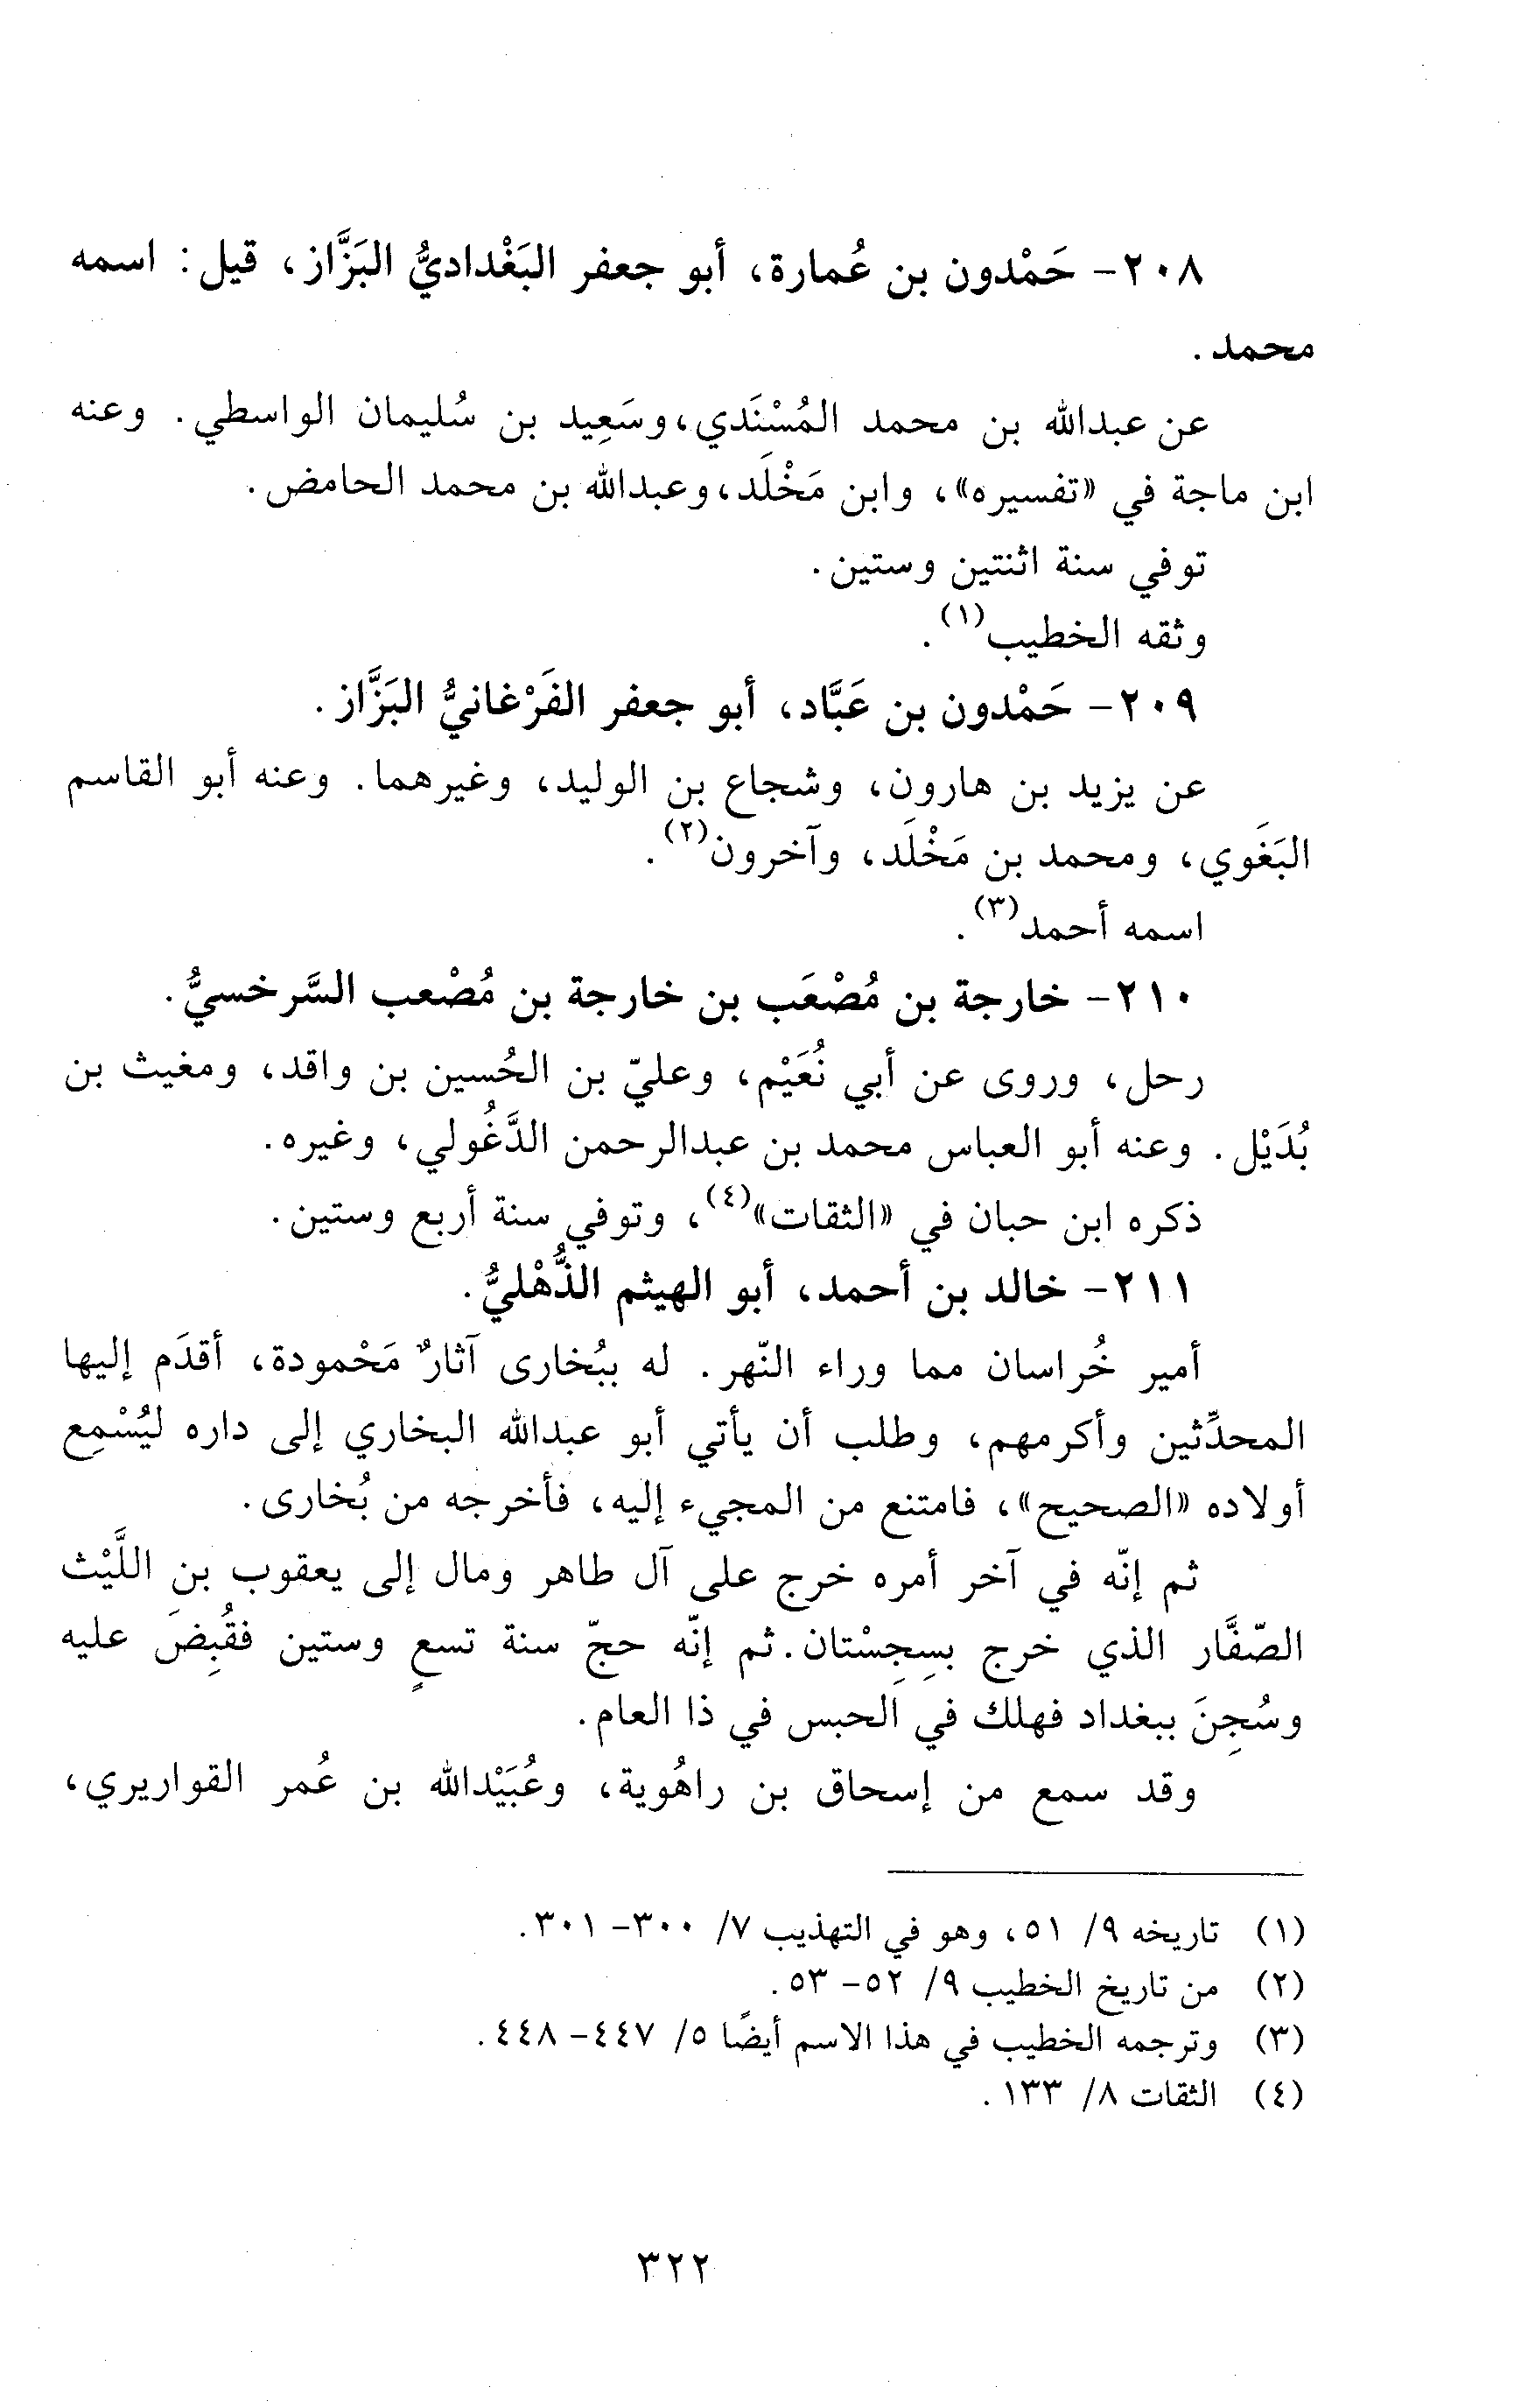 ٢٠٨- حَمْدون بن عُمارة، أبو جعفر البَغْداديُّ البَزَّاز، قيل: اسمه
محمد.
عن عبدالله بن محمد المُسْنَدي، وسَعِيد بن سُليمان الواسطي. وعنه
ابن ماجة في «تفسيره»، وابن مَخْلَد، وعبدالله بن محمد الحامض.
توفي سنة اثنتين وستين.
وثقه الخطيب(١).
٢٠٩- حَمْدون بن عَبَّاد، أبو جعفر الفَرْغانيُّ البَزَّاز.
عن يزيد بن هارون، وشجاع بن الوليد، وغيرهما. وعنه أبو القاسم
البَغَوي، ومحمد بن مَخْلَد، وآخرون(٢).
اسمه أحمد(٣).
٢١٠- خارجة بن مُصْعَب بن خارجة بن مُصْعب السَّرخسيُّ.
رحل، وروى عن أبي نُعَيْم، وعليّ بن الحُسين بن واقد، ومغيث بن
بُدَيْل. وعنه أبو العباس محمد بن عبدالرحمن الدَّغُولي، وغيره.
ذكره ابن حبان في «الثقات»(٤)، وتوفي سنة أربع وستين.
٢١١- خالد بن أحمد، أبو الهيثم الذُّهْليُّ.
أمير خُراسان مما وراء النّهر. له ببُخارى آثارٌ مَحْمودة، أقدَم إليها
المحدِّثين وأكرمهم، وطلب أن يأتي أبو عبدالله البخاري إلى داره ليُسْمِع
أولاده «الصحيح»، فامتنع من المجيء إليه، فأخرجه من بُخارى.
ثم إنّه في آخر أمره خرج على آل طاهر ومال إلى يعقوب بن اللَّيْث
الصّفَّار الذي خرج بسِجِسْتان. ثم إنّه حجّ سنة تسعٍ وستين فقُبِضَ عليه
وسُجِنَ ببغداد فهلك في الحبس في ذا العام.
وقد سمع من إسحاق بن راهُوية، وعُبَيْدالله بن عُمر القواريري،
(١) تاريخه ٩/ ٥١، وهو في التهذيب ٧/ ٣٠٠- ٣٠١.
(٢) من تاريخ الخطيب ٩/ ٥٢- ٥٣.
(٣) وترجمه الخطيب في هذا الاسم أيضًا ٥/ ٤٤٧- ٤٤٨.
(٤) الثقات ٨/ ١٣٣.
٣٢٢